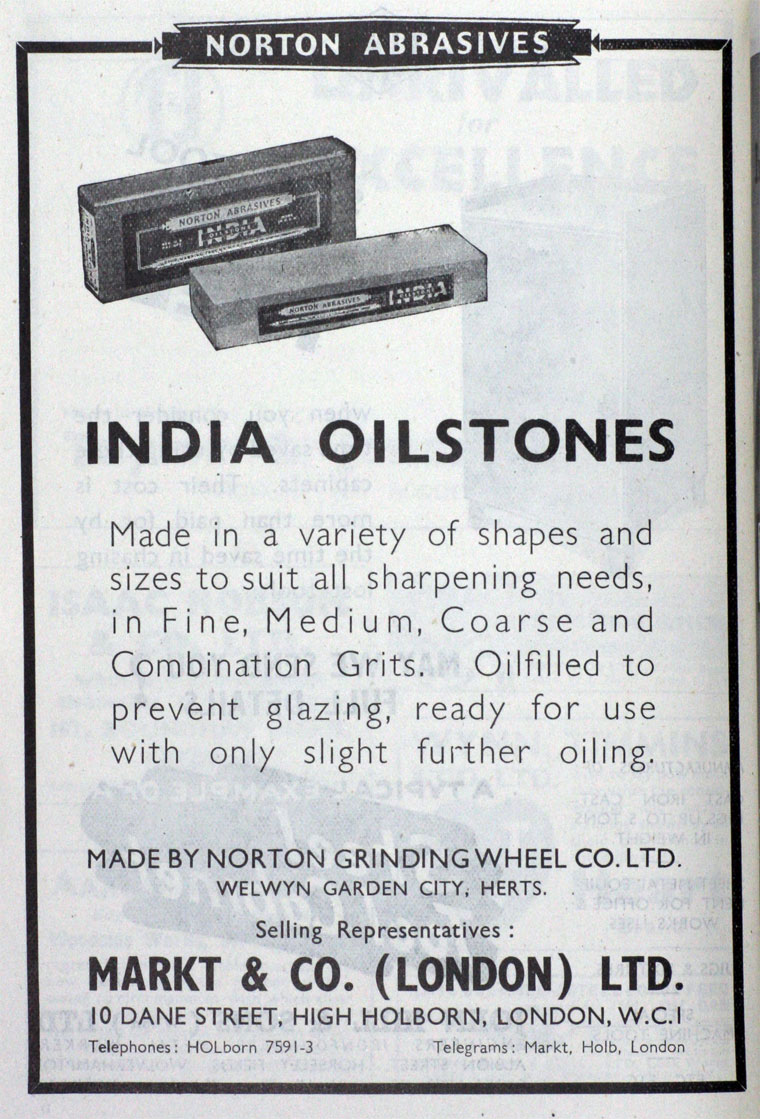 NORTON ABRASIVES
NORTON ABRASIVES
INDIA
NORTON ABRASIVES
INDIA
INDIA OILSTONES
Made in a variety of shapes and
sizes to suit all sharpening needs,
in Fine, Medium, Coarse and
Combination Grits. Oilfilled to
prevent glazing, ready for use
with only slight further oiling.
MADE BY NORTON GRINDING WHEEL CO. LTD.
WELWYN GARDEN CITY, HERTS.
Selling Representatives :
MARKT & CO. (LONDON) LTD.
10 DANE STREET, HIGH HOLBORN, LONDON, W.C.1
Telephones: HOLborn 7591-3 Telegrams: Markt, Holb, London